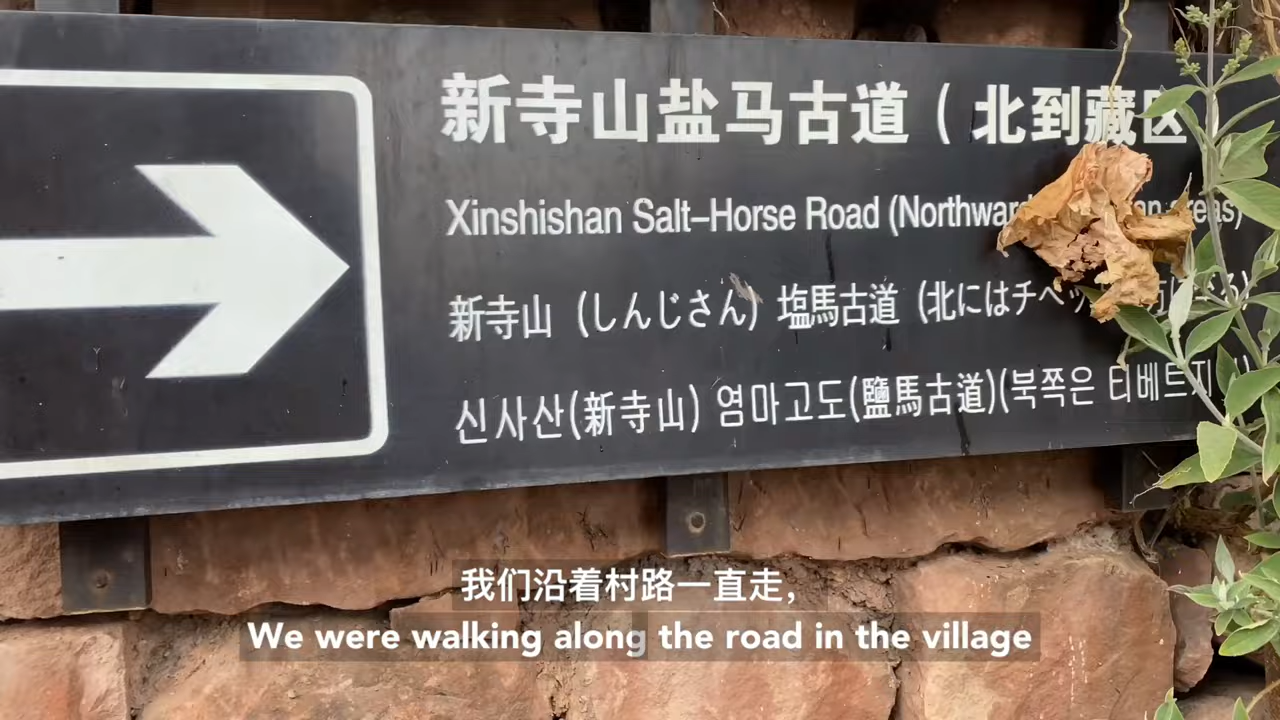 新寺山盐马古道（北到藏区
Xinshishan Salt-Horse Road (Northward areas)
新寺山（しんじさん）塩馬古道（北にはチベッ
신사산(新寺山) 염마고도(鹽馬古道)(북쪽은 티베트지
我们沿着村路一直走，
We were walking along the road in the village